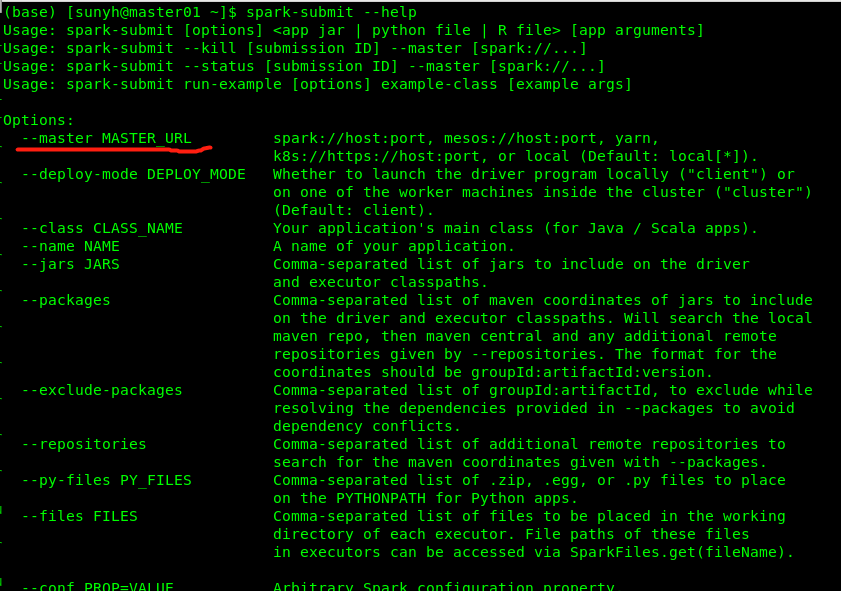 (base) [sunyh@master01 ~]$ spark-submit --help
Usage: spark-submit [options] <app jar | python file | R file> [app arguments]
Usage: spark-submit --kill [submission ID] --master [spark://...]
Usage: spark-submit --status [submission ID] --master [spark://...]
Usage: spark-submit run-example [options] example-class [example args]

Options:
  --master MASTER_URL         spark://host:port, mesos://host:port, yarn,
                              k8s://https://host:port, or local (Default: local[*]).
  --deploy-mode DEPLOY_MODE   Whether to launch the driver program locally ("client") or
                              on one of the worker machines inside the cluster ("cluster")
                              (Default: client).
  --class CLASS_NAME          Your application's main class (for Java / Scala apps).
  --name NAME                 A name of your application.
  --jars JARS                 Comma-separated list of jars to include on the driver
                              and executor classpaths.
  --packages                  Comma-separated list of maven coordinates of jars to include
                              on the driver and executor classpaths. Will search the local
                              maven repo, then maven central and any additional remote
                              repositories given by --repositories. The format for the
                              coordinates should be groupId:artifactId:version.
  --exclude-packages          Comma-separated list of groupId:artifactId, to exclude while
                              resolving the dependencies provided in --packages to avoid
                              dependency conflicts.
  --repositories              Comma-separated list of additional remote repositories to
                              search for the maven coordinates given with --packages.
  --py-files PY_FILES         Comma-separated list of .zip, .egg, or .py files to place
                              on the PYTHONPATH for Python apps.
  --files FILES               Comma-separated list of files to be placed in the working
                              directory of each executor. File paths of these files
                              in executors can be accessed via SparkFiles.get(fileName).

  --conf PROP=VALUE           Arbitrary Spark configuration property